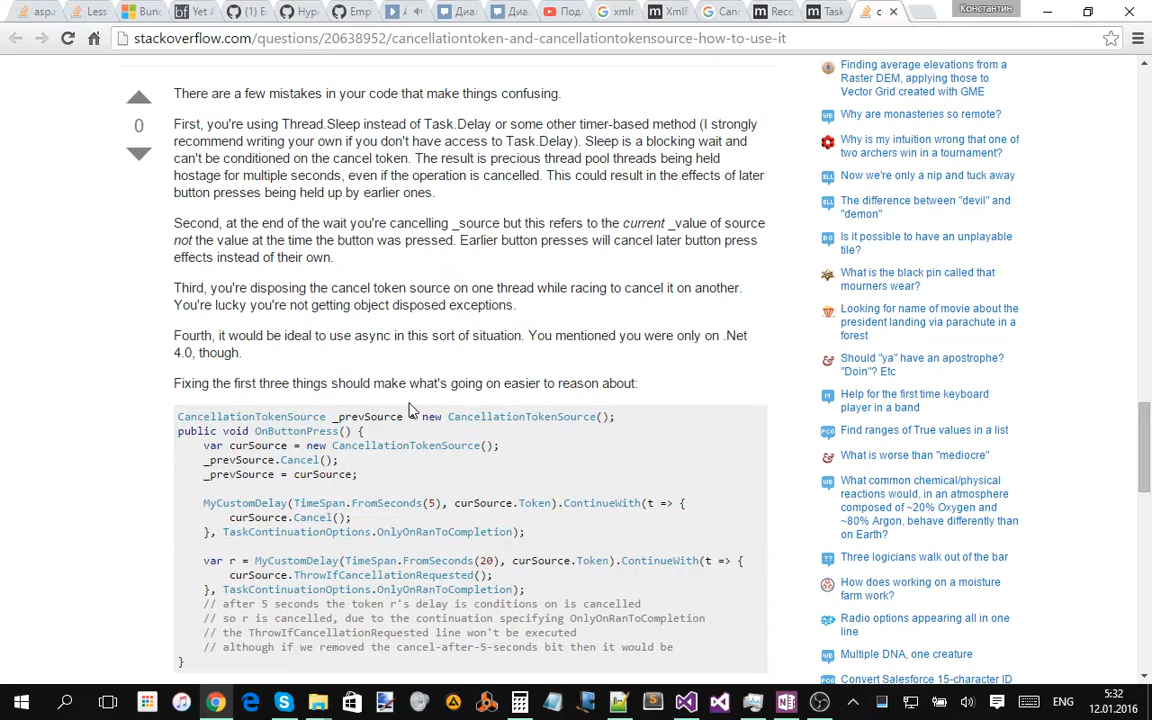 asp.r
Less
Bunc
Yet A
(1) E
Hyp
Emp
A
Диа
Диа
Под
xmlr
XmlF
Canc
Reco
Task
c
Константин
stackoverflow.com/questions/20638952/cancellationtoken-and-cancellationtokensource-how-to-use-it
There are a few mistakes in your code that make things confusing.
0
First, you're using Thread.Sleep instead of Task.Delay or some other timer-based method (I strongly
recommend writing your own if you don't have access to Task.Delay). Sleep is a blocking wait and
can't be conditioned on the cancel token. The result is precious thread pool threads being held
hostage for multiple seconds, even if the operation is cancelled. This could result in the effects of later
button presses being held up by earlier ones.
Second, at the end of the wait you're cancelling _source but this refers to the current _value of source
not the value at the time the button was pressed. Earlier button presses will cancel later button press
effects instead of their own.
Third, you're disposing the cancel token source on one thread while racing to cancel it on another.
You're lucky you're not getting object disposed exceptions.
Fourth, it would be ideal to use async in this sort of situation. You mentioned you were only on .Net
4.0, though.
Fixing the first three things should make what's going on easier to reason about:
CancellationTokenSource _prevSource = new CancellationTokenSource();
public void OnButtonPress() {
var curSource = new CancellationTokenSource();
_prevSource.Cancel();
_prevSource = curSource;
MyCustomDelay(TimeSpan.FromSeconds(5), curSource.Token).ContinueWith(t => {
curSource.Cancel();
}, TaskContinuationOptions.OnlyOnRanToCompletion);
var r = MyCustomDelay(TimeSpan.FromSeconds(20), curSource.Token).ContinueWith(t => {
curSource.ThrowIfCancellationRequested();
}, TaskContinuationOptions.OnlyOnRanToCompletion);
// after 5 seconds the token r's delay is conditions on is cancelled
// so r is cancelled, due to the continuation specifying OnlyOnRanToCompletion
// the ThrowIfCancellationRequested line won't be executed
// although if we removed the cancel-after-5-seconds bit then it would be
}
Finding average elevations from a
Raster DEM, applying those to
Vector Grid created with GME
Why are monasteries so remote?
Why is my intuition wrong that one of
two archers win in a tournament?
Now we're only a nip and tuck away
The difference between "devil" and
"demon"
Is it possible to have an unplayable
tile?
What is the black pin called that
mourners wear?
Looking for name of movie about the
president landing via parachute in a
forest
Should "ya" have an apostrophe?
"Doin"? Etc
Help for the first time keyboard
player in a band
Find ranges of True values in a list
What is worse than "mediocre"
What common chemical/physical
reactions would, in an atmosphere
composed of ~20% Oxygen and
~80% Argon, behave differently than
on Earth?
Three logicians walk out of the bar
How does working on a moisture
farm work?
Radio options appearing all in one
line
Multiple DNA, one creature
Convert Salesforce 15-character ID
ENG
5:32
12.01.2016